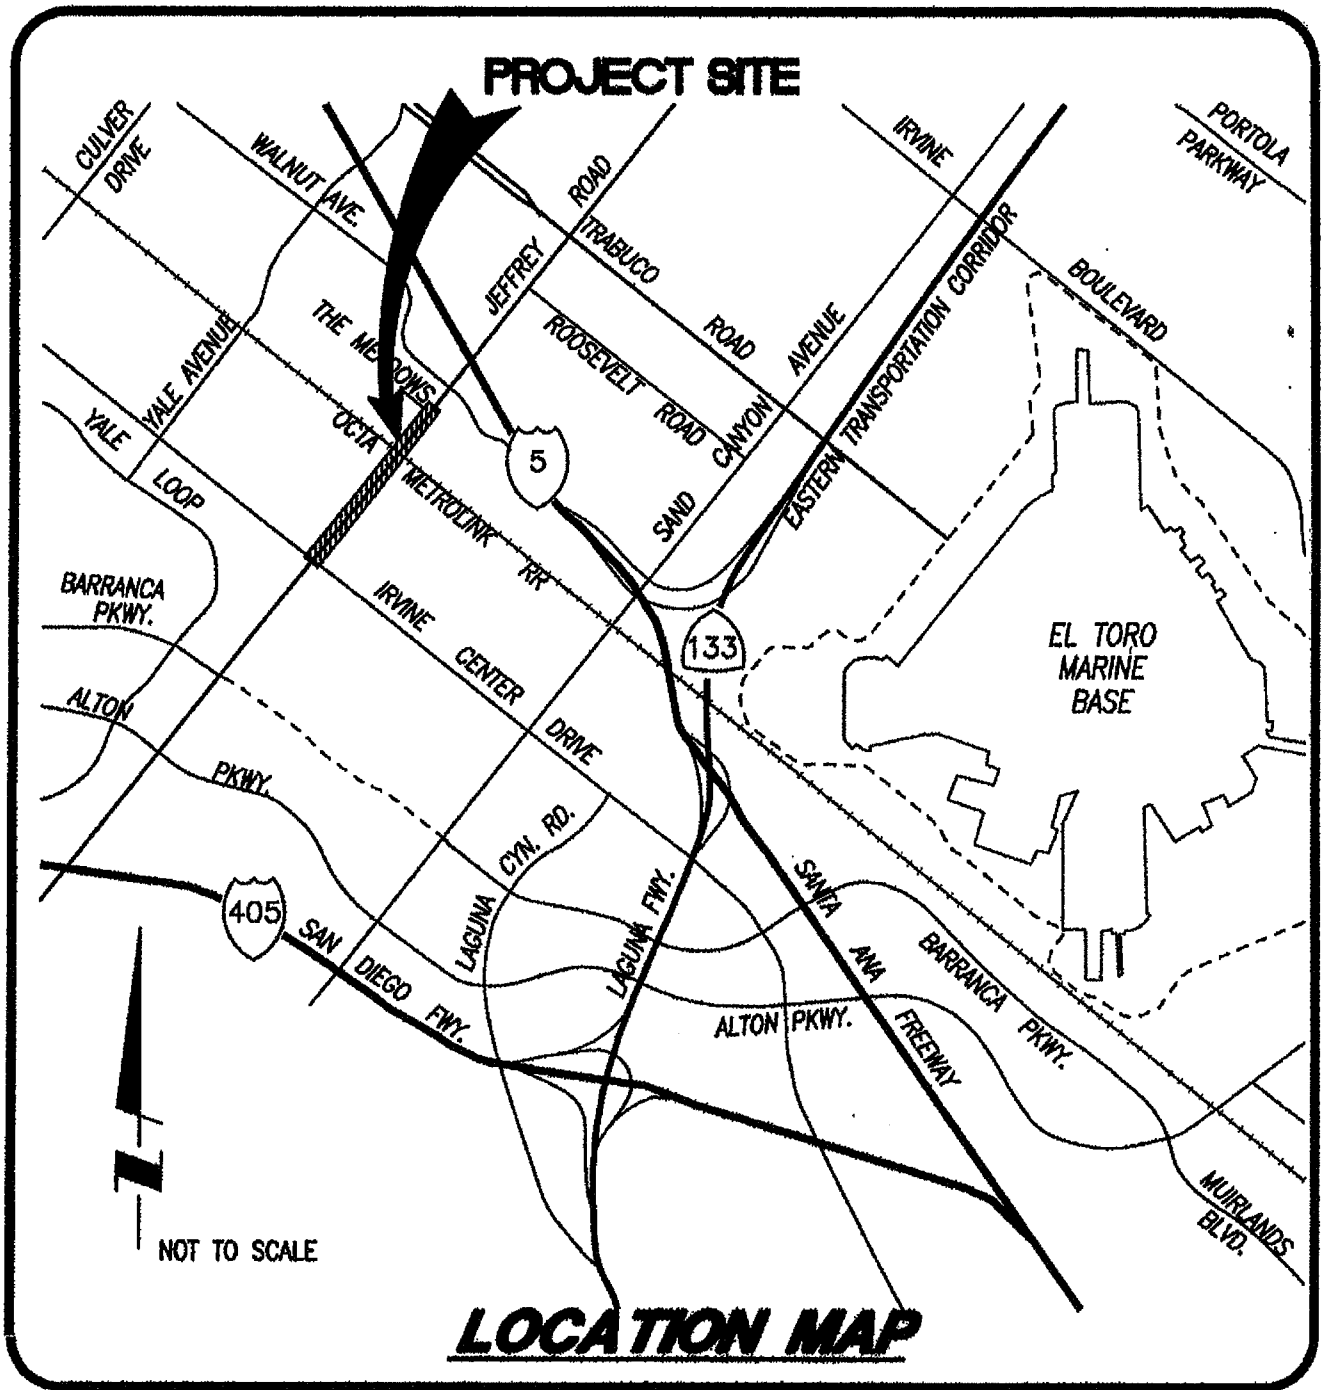 PROJECT SITE
CULVER
DRIVE
WALNUT AVE.
JEFFREY ROAD
TRABUCO ROAD
IRVINE BOULEVARD
PORTOLA
PARKWAY
THE MEADOWS
ROOSEVELT ROAD
SAND CANYON AVENUE
EASTERN TRANSPORTATION CORRIDOR
YALE AVENUE
YALE LOOP
OCTA METROLINK RR
5
BARRANCA
PKWY.
IRVINE CENTER DRIVE
133
EL TORO
MARINE
BASE
ALTON PKWY.
LAGUNA CYN. RD.
LAGUNA FWY.
SANTA ANA FREEWAY
405
SAN DIEGO FWY.
BARRANCA PKWY.
ALTON PKWY.
MUIRLANDS
BLVD.
Z
NOT TO SCALE
LOCATION MAP